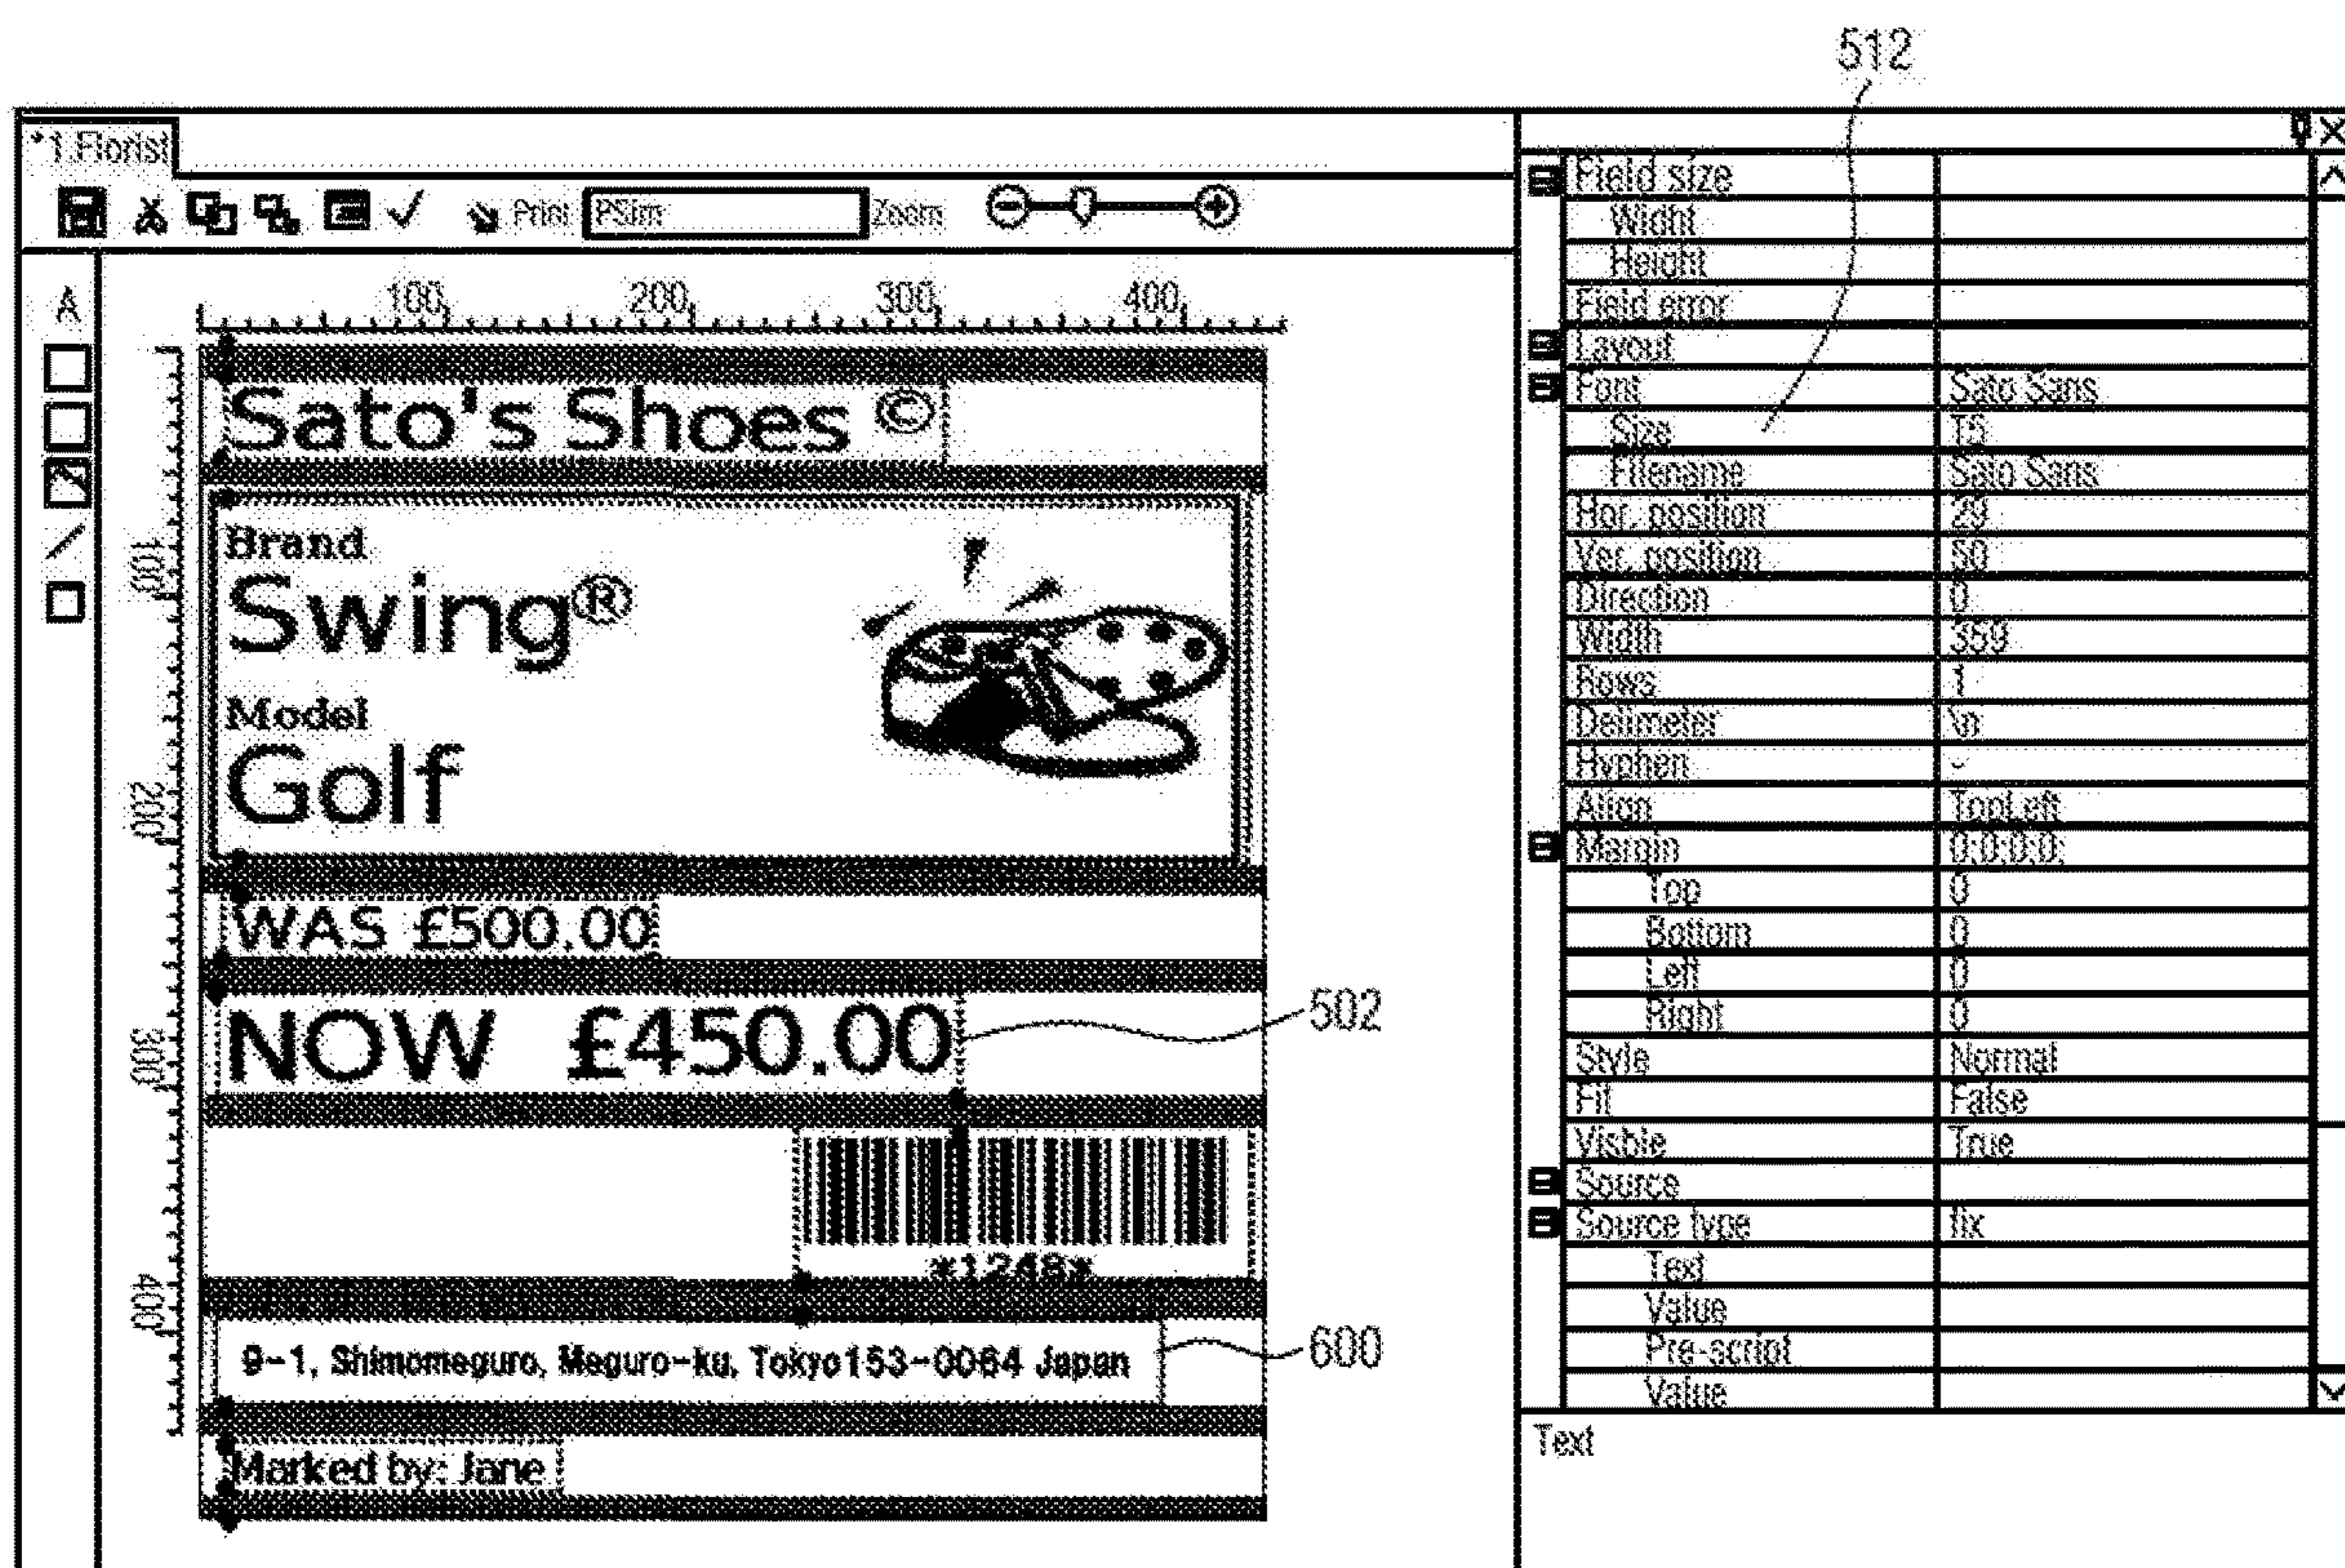 512
*1.Florist
Print PSim Zoom
A
100 200 300 400
100
200
300
400
Sato's Shoes ©
Brand
Swing®
Model
Golf
WAS £500.00
NOW £450.00
502
*1248*
9-1, Shimomeguro, Meguro-ku, Tokyo153-0064 Japan
600
Marked by: Jane
Field size
Widht
Height
Field error
Layout
Font Sato Sans
Size 15
Filename Sato Sans
Hor. position 29
Ver. position 50
Direction 0
Width 359
Rows 1
Delimeter \n
Hyphen -
Align TopLeft
Margin 0;0;0;0;
Top 0
Bottom 0
Left 0
Right 0
Style Normal
Fit False
Visble True
Source
Source type fix
Text
Value
Pre-script
Value
Text